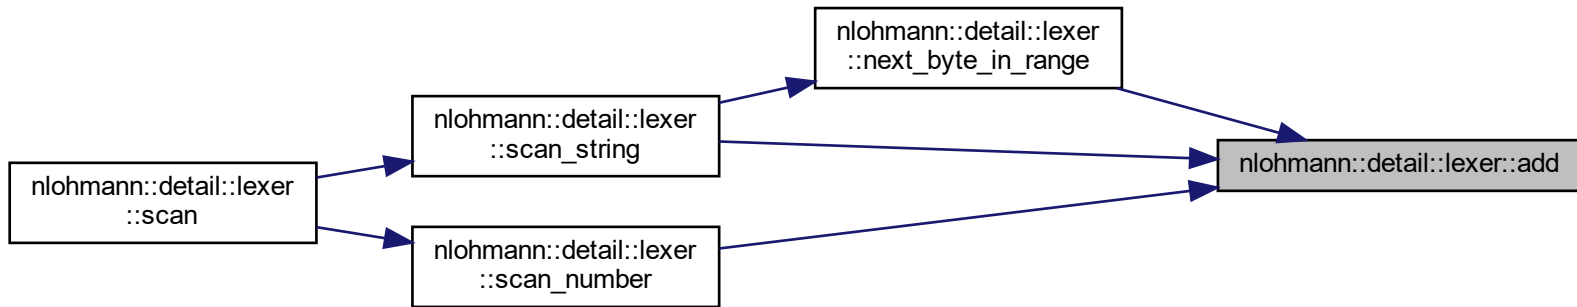 nlohmann::detail::lexer
::next_byte_in_range
nlohmann::detail::lexer
::scan_string
nlohmann::detail::lexer::add
nlohmann::detail::lexer
::scan
nlohmann::detail::lexer
::scan_number